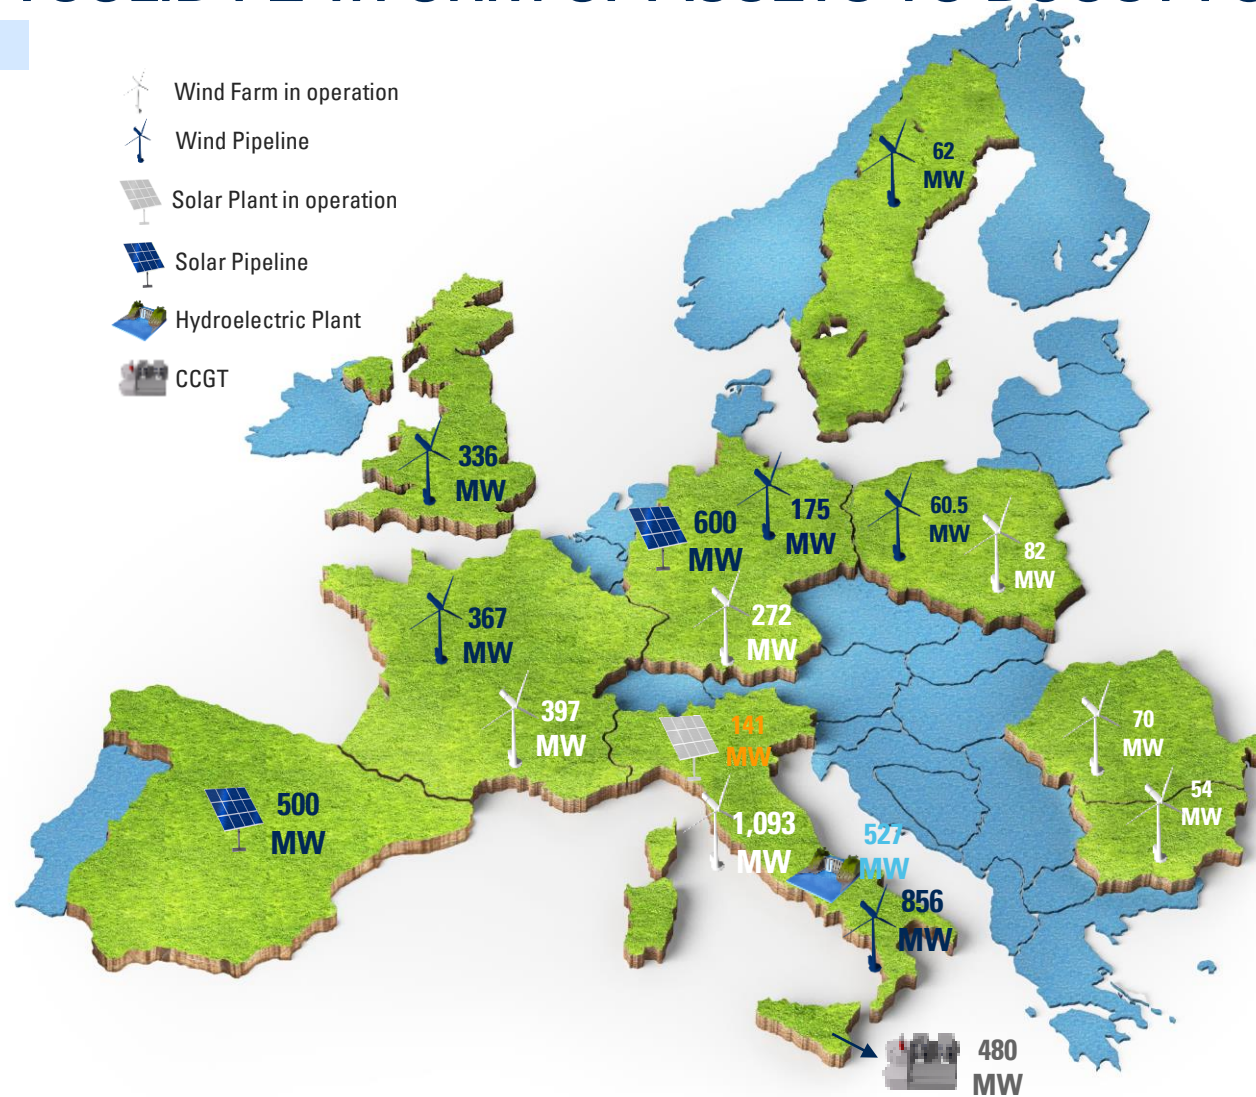 Wind Farm in operation
Wind Pipeline
Solar Plant in operation
Solar Pipeline
Hydroelectric Plant
CCGT
62
MW
336
MW
600
MW
175
MW
60.5
MW
82
MW
367
MW
272
MW
397
MW
141
MW
70
MW
54
MW
500
MW
1,093
MW
527
MW
856
MW
480
MW